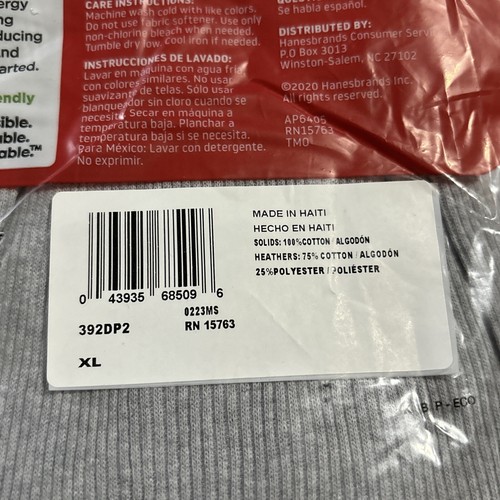 ergy
ng
ducing
and
arted.
endly
sible.
able.
able.™
CARE INSTRUCTIONS:
Machine wash cold with like colors.
Do not use fabric softener. Use only
non-chlorine bleach when needed.
Tumble dry low, cool iron if needed.
INSTRUCCIONES DE LAVADO:
Lavar en máquina con agua fría
con colores similares. No usar
suavizante de telas. Sólo usar
blanqueador sin cloro cuando se
necesite. Secar en máquina a
temperatura baja. Planchar a
temperatura baja si se necesita.
Para México: Lavar con detergente.
No exprimir.
Se habla español.
DISTRIBUTED BY:
Hanesbrands Consumer Servi
P.O Box 3013
Winston-Salem, NC 27102
©2020 Hanesbrands Inc.
All rights reserved.
RN15763
TMO
0 43935 68509 6
0223MS
392DP2 RN 15763
XL
MADE IN HAITI
HECHO EN HAITI
SOLIDS: 100%COTTON/ALGODÓN
HEATHERS: 75% COTTON/ALGODÓN
25%POLYESTER/POLIÉSTER
P-ECO